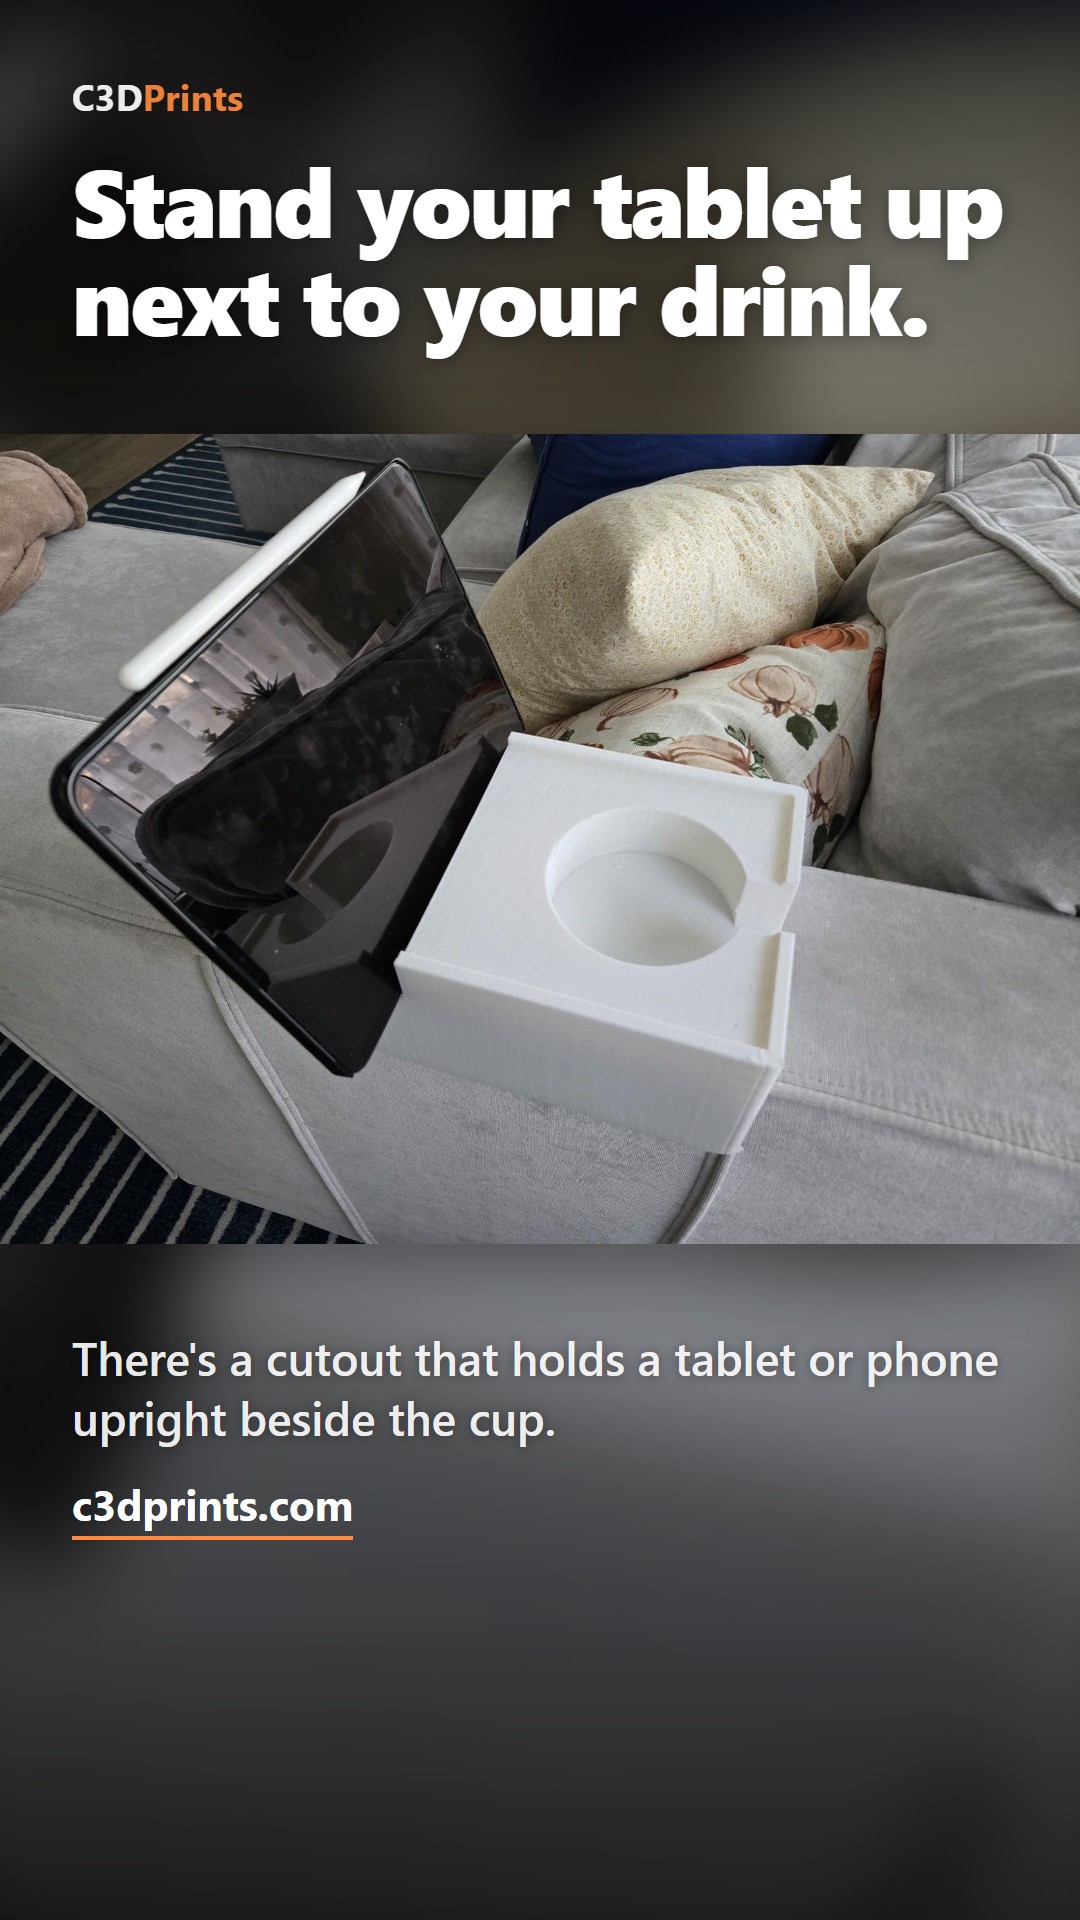 C3DPrints
Stand your tablet up
next to your drink.
There's a cutout that holds a tablet or phone
upright beside the cup.
c3dprints.com